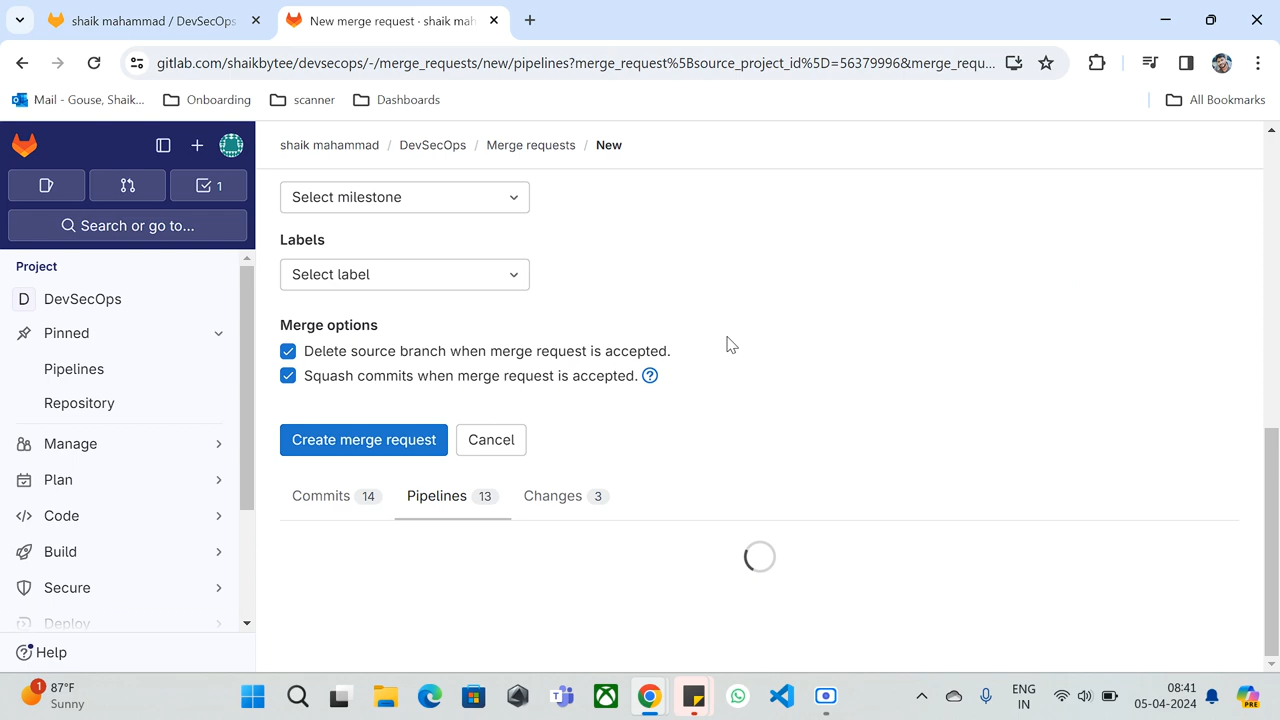 shaik mahammad / DevSecOps
New merge request · shaik mah
gitlab.com/shaikbytee/devsecops/-/merge_requests/new/pipelines?merge_request%5Bsource_project_id%5D=56379996&merge_requ...
Mail - Gouse, Shaik...
Onboarding
scanner
Dashboards
All Bookmarks
shaik mahammad / DevSecOps / Merge requests / New
1
Search or go to...
Project
D DevSecOps
Pinned
Pipelines
Repository
Manage
Plan
Code
Build
Secure
Deploy
Help
Select milestone
Labels
Select label
Merge options
Delete source branch when merge request is accepted.
Squash commits when merge request is accepted.
Create merge request
Cancel
Commits 14
Pipelines 13
Changes 3
1
87°F
Sunny
ENG
IN
08:41
05-04-2024
PRE